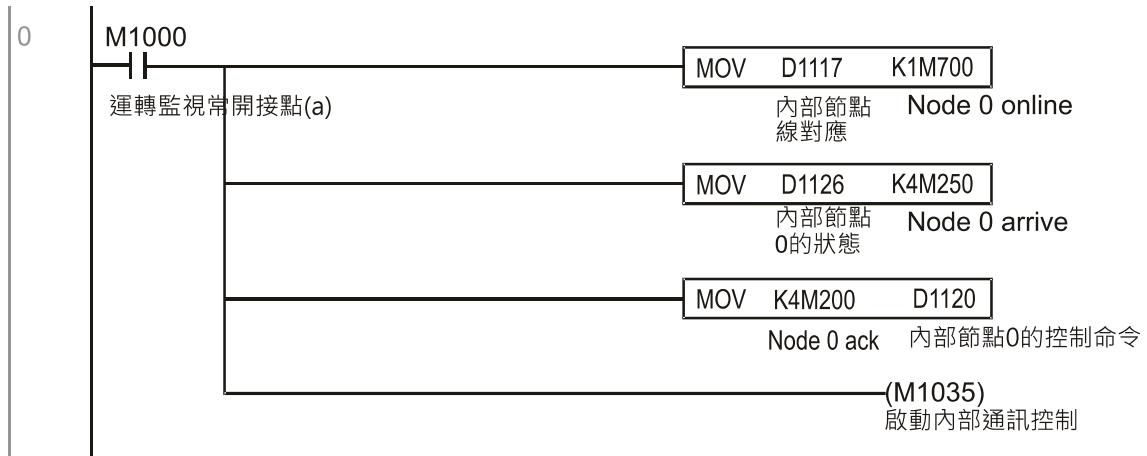 0
M1000
運轉監視常開接點(a)
MOV D1117 K1M700
內部節點
線對應
Node 0 online
MOV D1126 K4M250
內部節點
0的狀態
Node 0 arrive
MOV K4M200 D1120
Node 0 ack
內部節點0的控制命令
(M1035)
啟動內部通訊控制